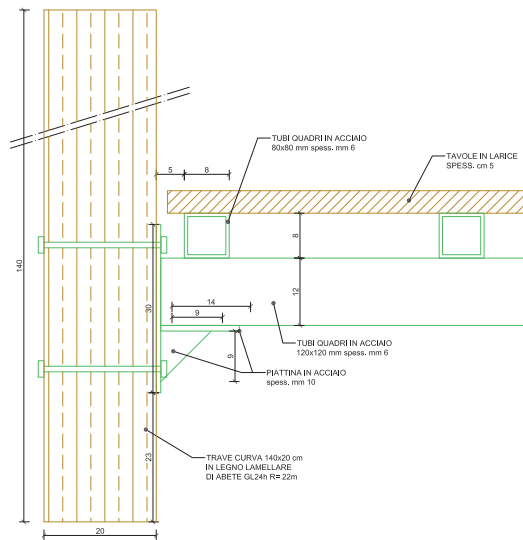 TUBI QUADRI IN ACCIAIO
80x80 mm spess. mm 6
TAVOLE IN LARICE
SPESS. cm 5
5
8
8
140
30
14
9
12
9
TUBI QUADRI IN ACCIAIO
120x120 mm spess. mm 6
PIATTINA IN ACCIAIO
spess. mm 10
23
TRAVE CURVA 140x20 cm
IN LEGNO LAMELLARE
DI ABETE GL24h R= 22m
20